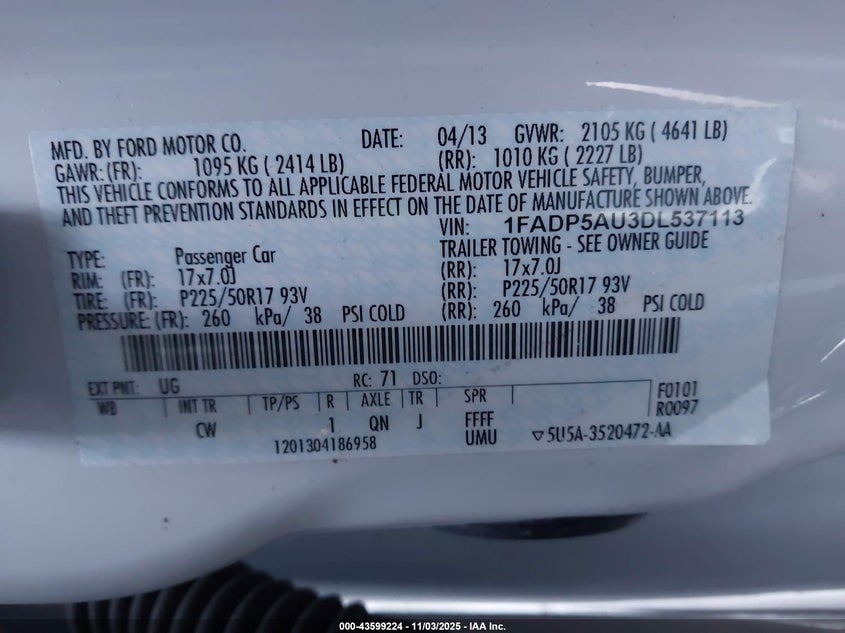 MFD. BY FORD MOTOR CO. DATE: 04/13 GVWR: 2105 KG ( 4641 LB)
GAWR: (FR): 1095 KG ( 2414 LB) (RR): 1010 KG ( 2227 LB)
THIS VEHICLE CONFORMS TO ALL APPLICABLE FEDERAL MOTOR VEHICLE SAFETY, BUMPER,
AND THEFT PREVENTION STANDARDS IN EFFECT ON THE DATE OF MANUFACTURE SHOWN ABOVE.
VIN: 1FADP5AU3DL537113
TYPE: Passenger Car TRAILER TOWING - SEE OWNER GUIDE
RIM: (FR): 17x7.0J (RR): 17x7.0J
TIRE: (FR): P225/50R17 93V (RR): P225/50R17 93V
PRESSURE: (FR): 260 kPa/ 38 PSI COLD (RR): 260 kPa/ 38 PSI COLD
EXT PNT: UG RC: 71 DSO:
WB INT TR TP/PS R AXLE TR SPR F0101
R0097
CW 1 QN J FFFF
UMU
1201304186958 ▽5U5A-3520472-AA
000-43599224 - 11/03/2025 - IAA Inc.